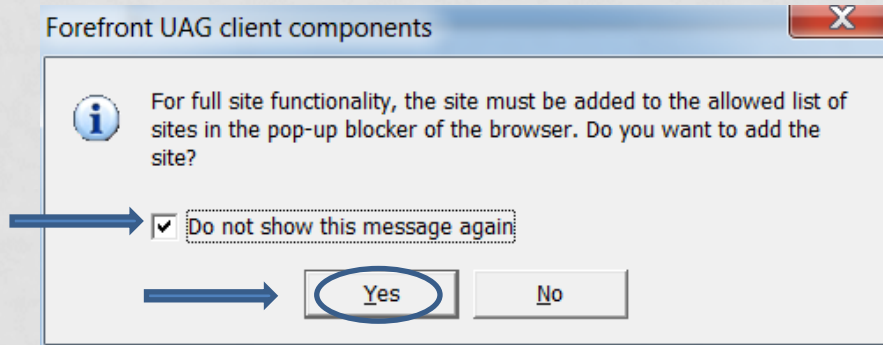 Forefront UAG client components
For full site functionality, the site must be added to the allowed list of
sites in the pop-up blocker of the browser. Do you want to add the
site?
Do not show this message again
Yes
No